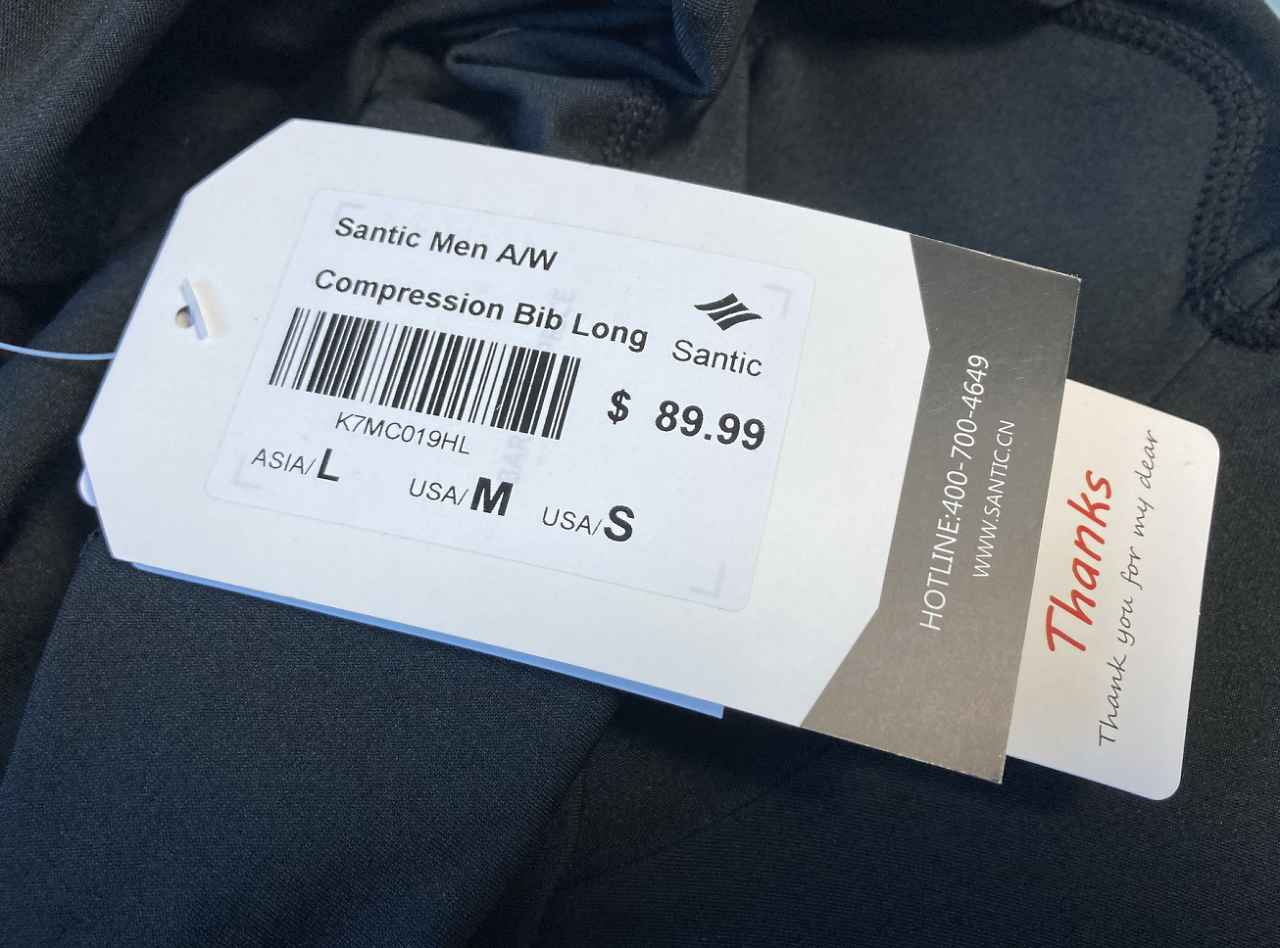 Santic Men A/W
Compression Bib Long
Santic
$ 89.99
K7MC019HL
ASIA/L
USA/M
USA/S
HOTLINE:400-700-4649
WWW.SANTIC.CN
Thanks
Thank you for my dear